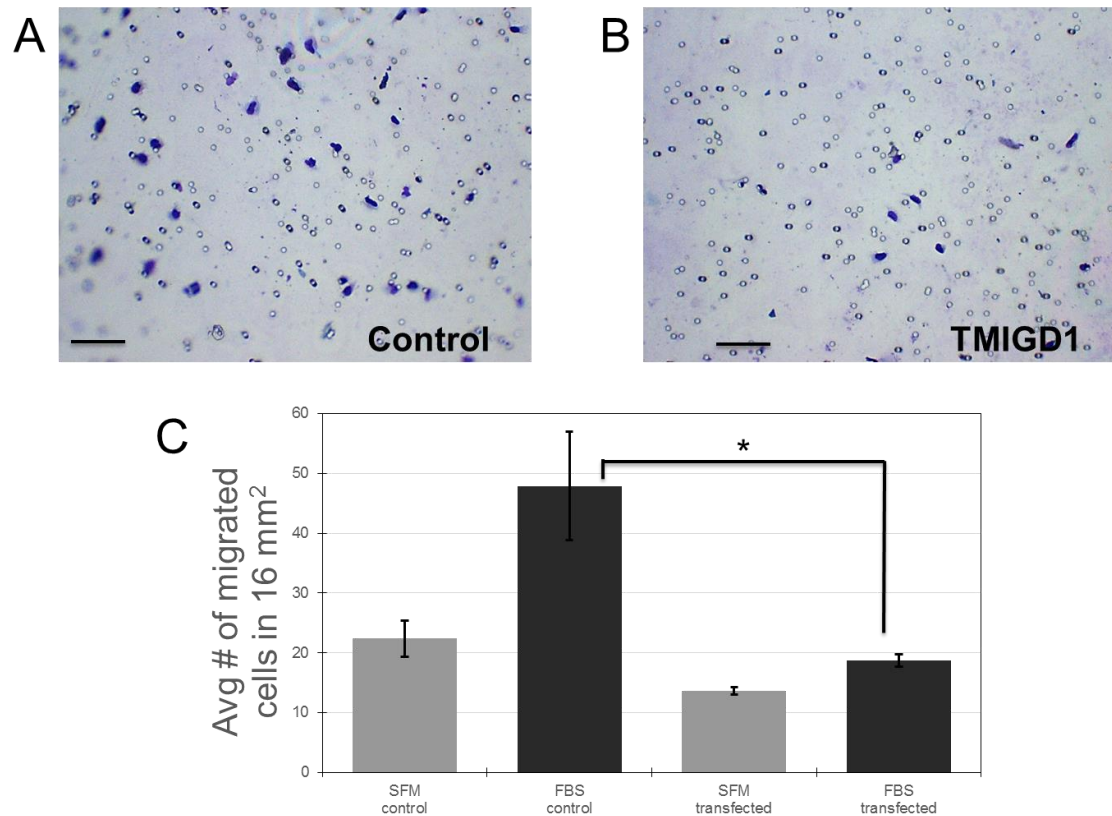 A
B
Control
TMIGD1
C
Avg # of migrated
cells in 16 mm²
60
50
40
30
20
10
0
*
SFM
control
FBS
control
SFM
transfected
FBS
transfected